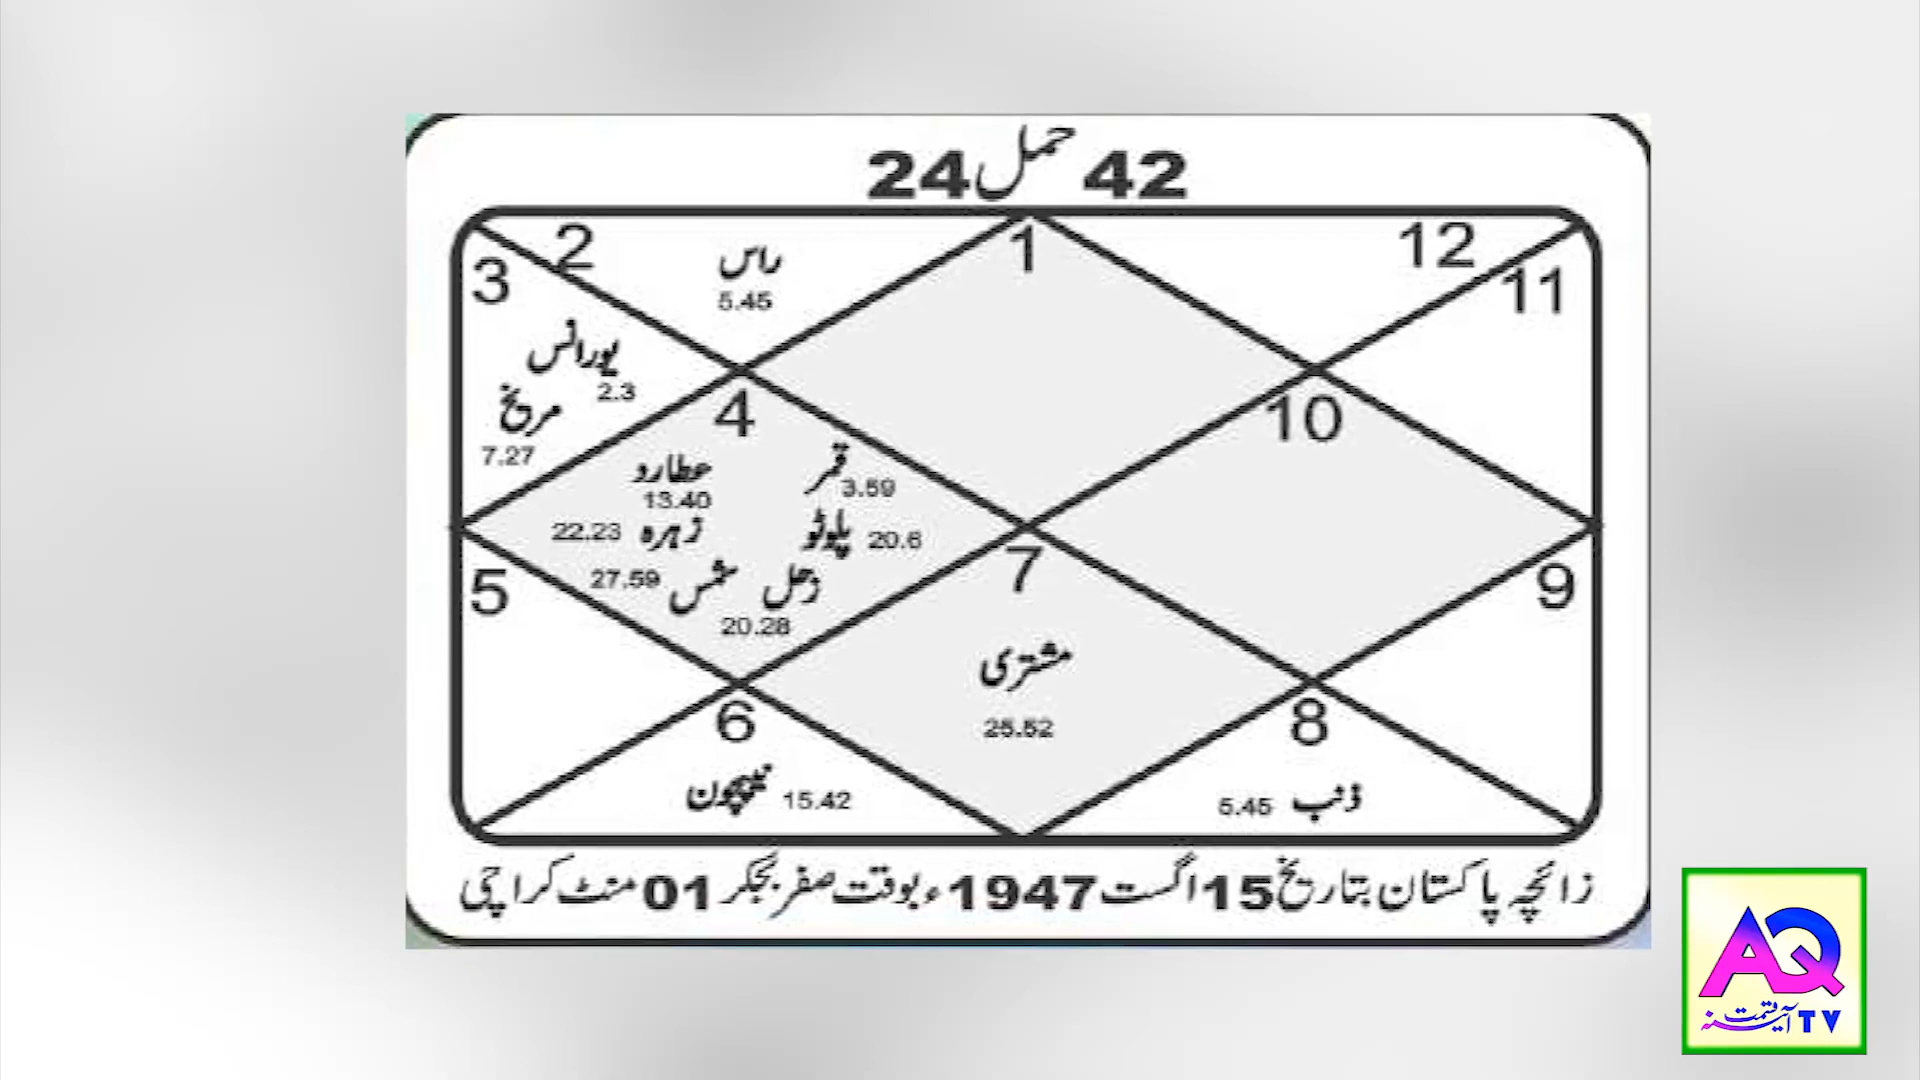 42 حمل 24
1
2
راس
5.45
12
3
11
یورانس
2.3
مریخ
7.27
4
10
عطارو
13.40
قمر
3.59
زہرہ 22.23
پلوٹو 20.6
شمس 27.59
زحل
20.28
5
7
9
مشتری
25.52
6
8
نیپچون 15.42
ذنب 5.45
زائچہ پاکستان بتاریخ 15 اگست 1947ء بوقت صفر بجکر 01 منٹ کراچی
AQ
آئینہ قسمت TV